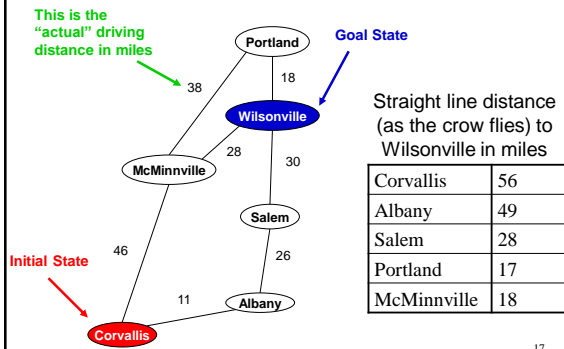 This is the
“actual” driving
distance in miles
Portland
Goal State
38
18
Wilsonville
Straight line distance
(as the crow flies) to
Wilsonville in miles
28
McMinnville
30
Corvallis 56
Albany 49
Salem 28
Portland 17
McMinnville 18
Salem
46
26
Initial State
11
Albany
Corvallis
17